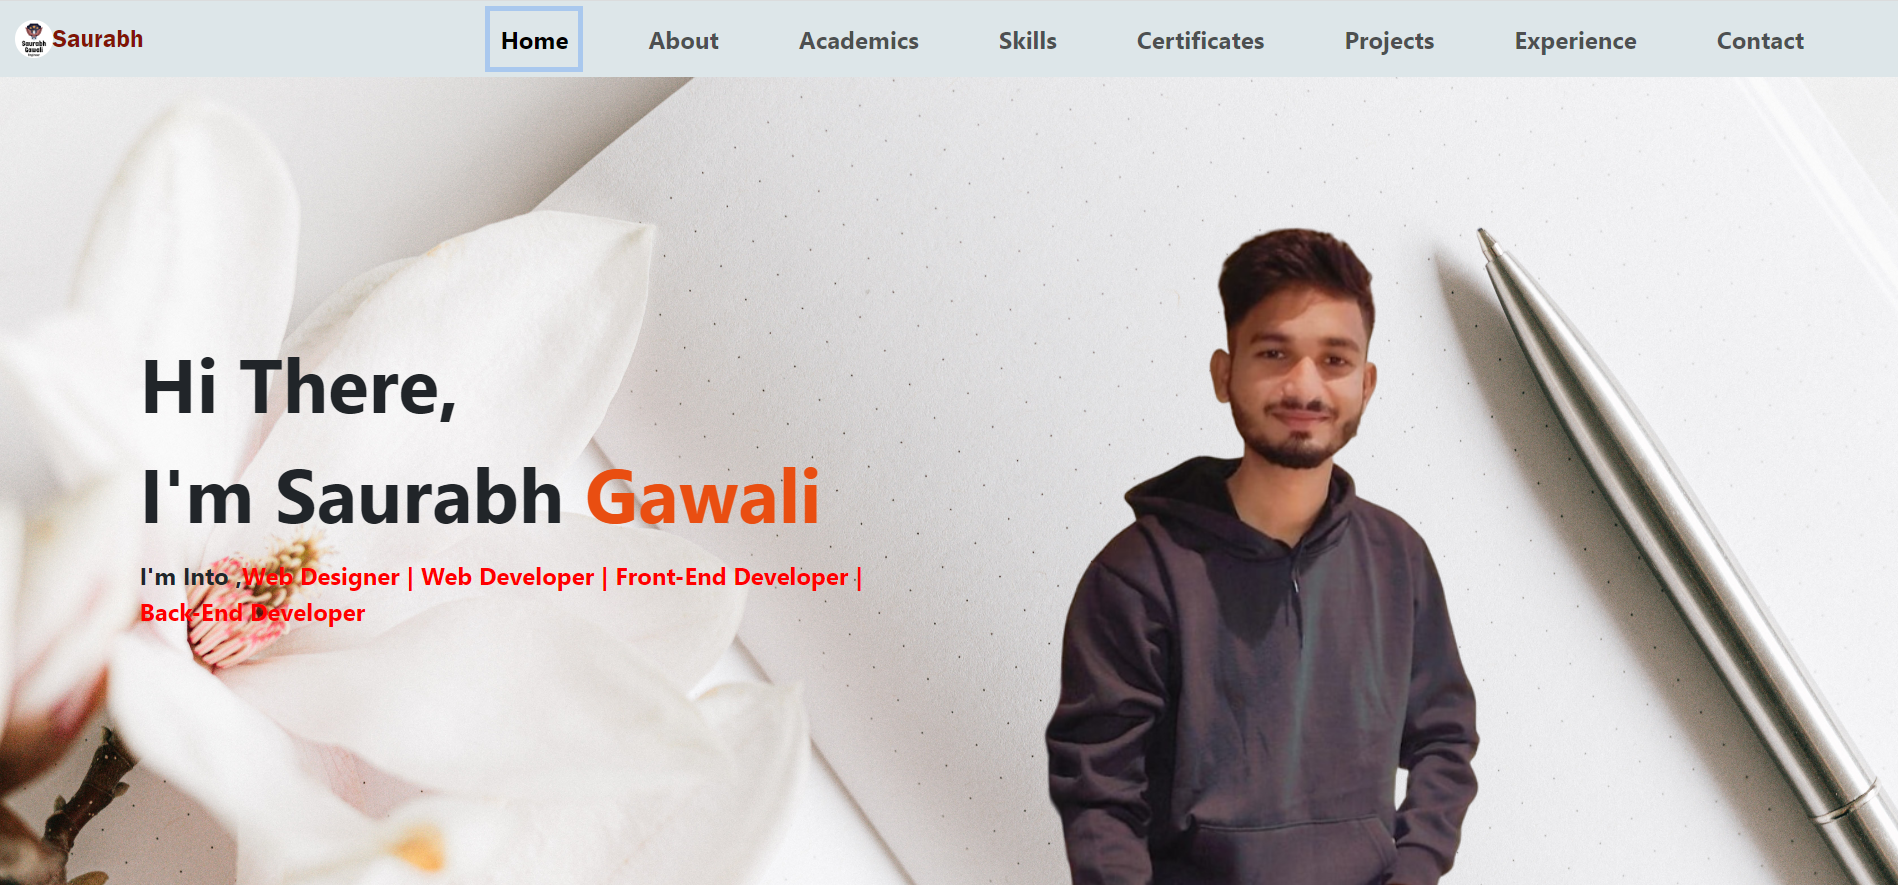 Saurabh
Gawali
Saurabh
Home
About
Academics
Skills
Certificates
Projects
Experience
Contact
Hi There,
I'm Saurabh Gawali
I'm Into ,Web Designer | Web Developer | Front-End Developer |
Back-End Developer